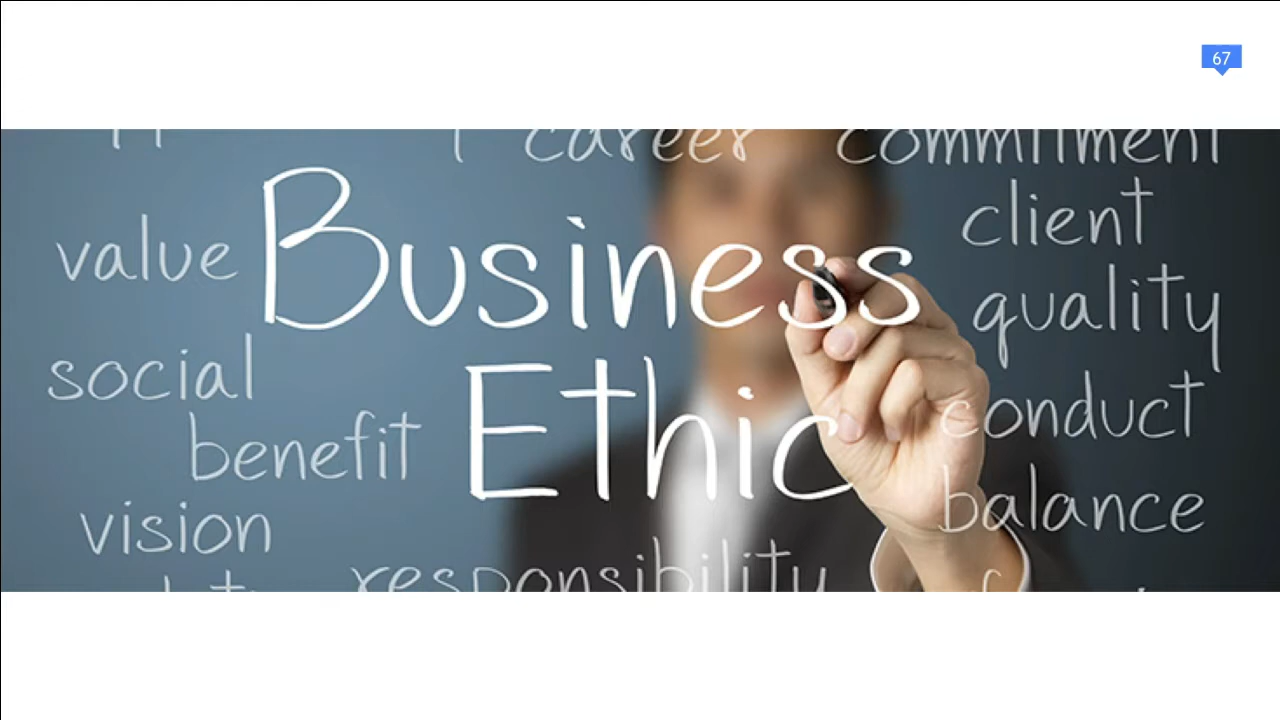 67
career commitment
client
value Business
quality
social
Ethic
conduct
benefit
balance
vision
responsibility